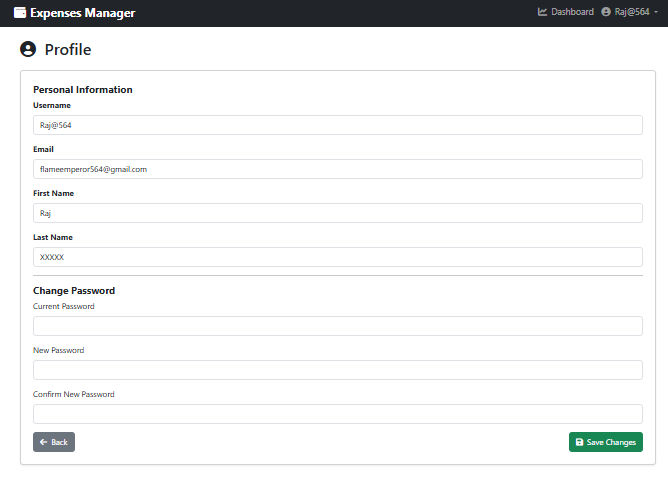 Expenses Manager
Dashboard
Raj@564
Profile
Personal Information
Username
Raj@564
Email
flameemperor564@gmail.com
First Name
Raj
Last Name
XXXXX
Change Password
Current Password
New Password
Confirm New Password
Back
Save Changes